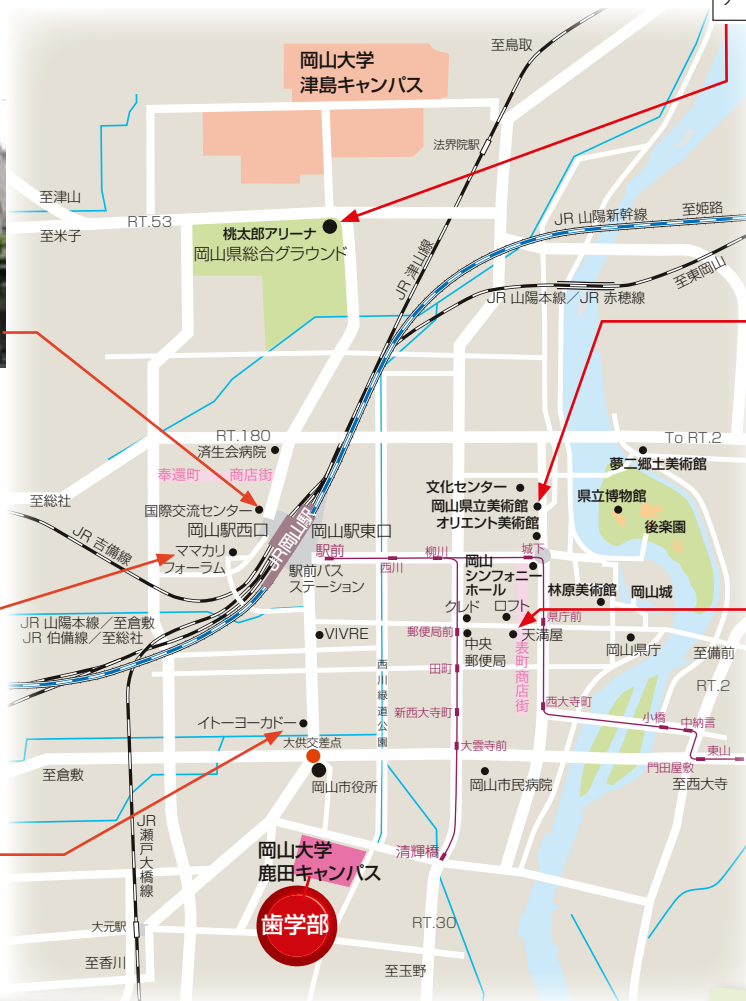 岡山大学
津島キャンパス
至鳥取
法界院駅
至津山
RT.53
至米子
桃太郎アリーナ
岡山県総合グラウンド
JR 津山線
JR 山陽新幹線
至姫路
至東岡山
JR 山陽本線／JR 赤穂線
RT.180
To RT.2
済生会病院
奉還町 商店街
夢二郷土美術館
至総社
文化センター
県立博物館
国際交流センター
岡山県立美術館
後楽園
岡山駅西口
JR岡山駅
岡山駅東口
オリエント美術館
JR 吉備線
ママカリ
フォーラム
駅前
西川
柳川
城下
駅前バス
ステーション
岡山
シンフォニー
ホール
林原美術館
岡山城
クレド
ロフト
県庁前
JR 山陽本線／至倉敷
JR 伯備線／至総社
VIVRE
郵便局前
中央
郵便局
天満屋
岡山県庁
至備前
表町商店街
西川緑道公園
田町
RT.2
新西大寺町
西大寺町
小橋
中納言
イトーヨーカドー
大供交差点
大雲寺前
東山
門田屋敷
至倉敷
岡山市役所
岡山市民病院
至西大寺
JR瀬戸大橋線
岡山大学
鹿田キャンパス
清輝橋
歯学部
大元駅
RT.30
至香川
至玉野